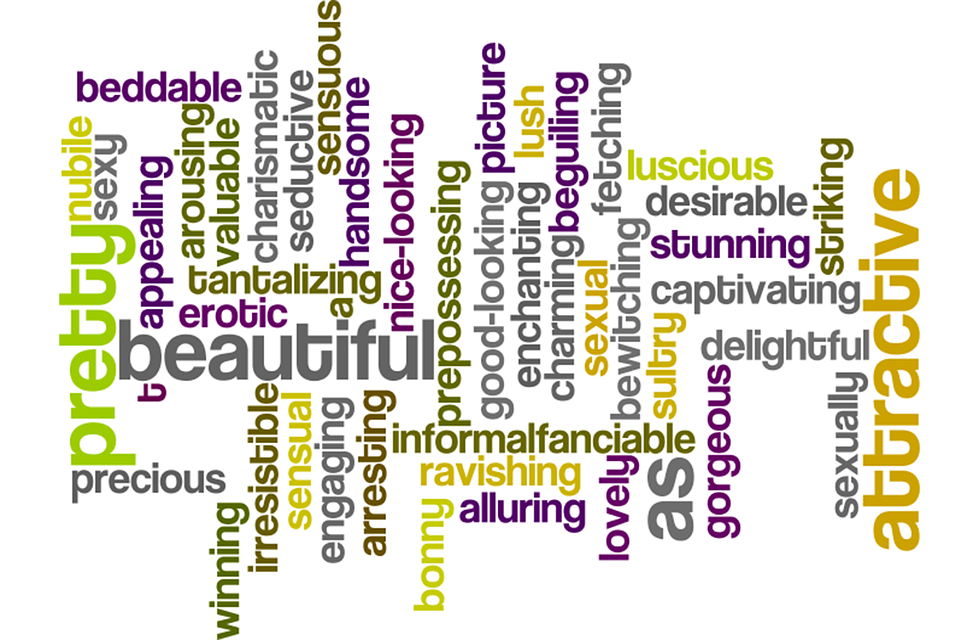 sensuous
beddable
charismatic
picture
fetching
seductive
handsome
beguiling
lush
arousing
nubile
valuable
sexy
nice-looking
luscious
striking
appealing
prepossessing
good-looking
enchanting
desirable
attractive
pretty
stunning
charming
bewitching
tantalizing
sexual
captivating
a
erotic
sultry
beautiful
delightful
t
gorgeous
sexually
irresistible
sensual
engaging
arresting
informalfanciable
precious
ravishing
lovely
as
alluring
bonny
winning